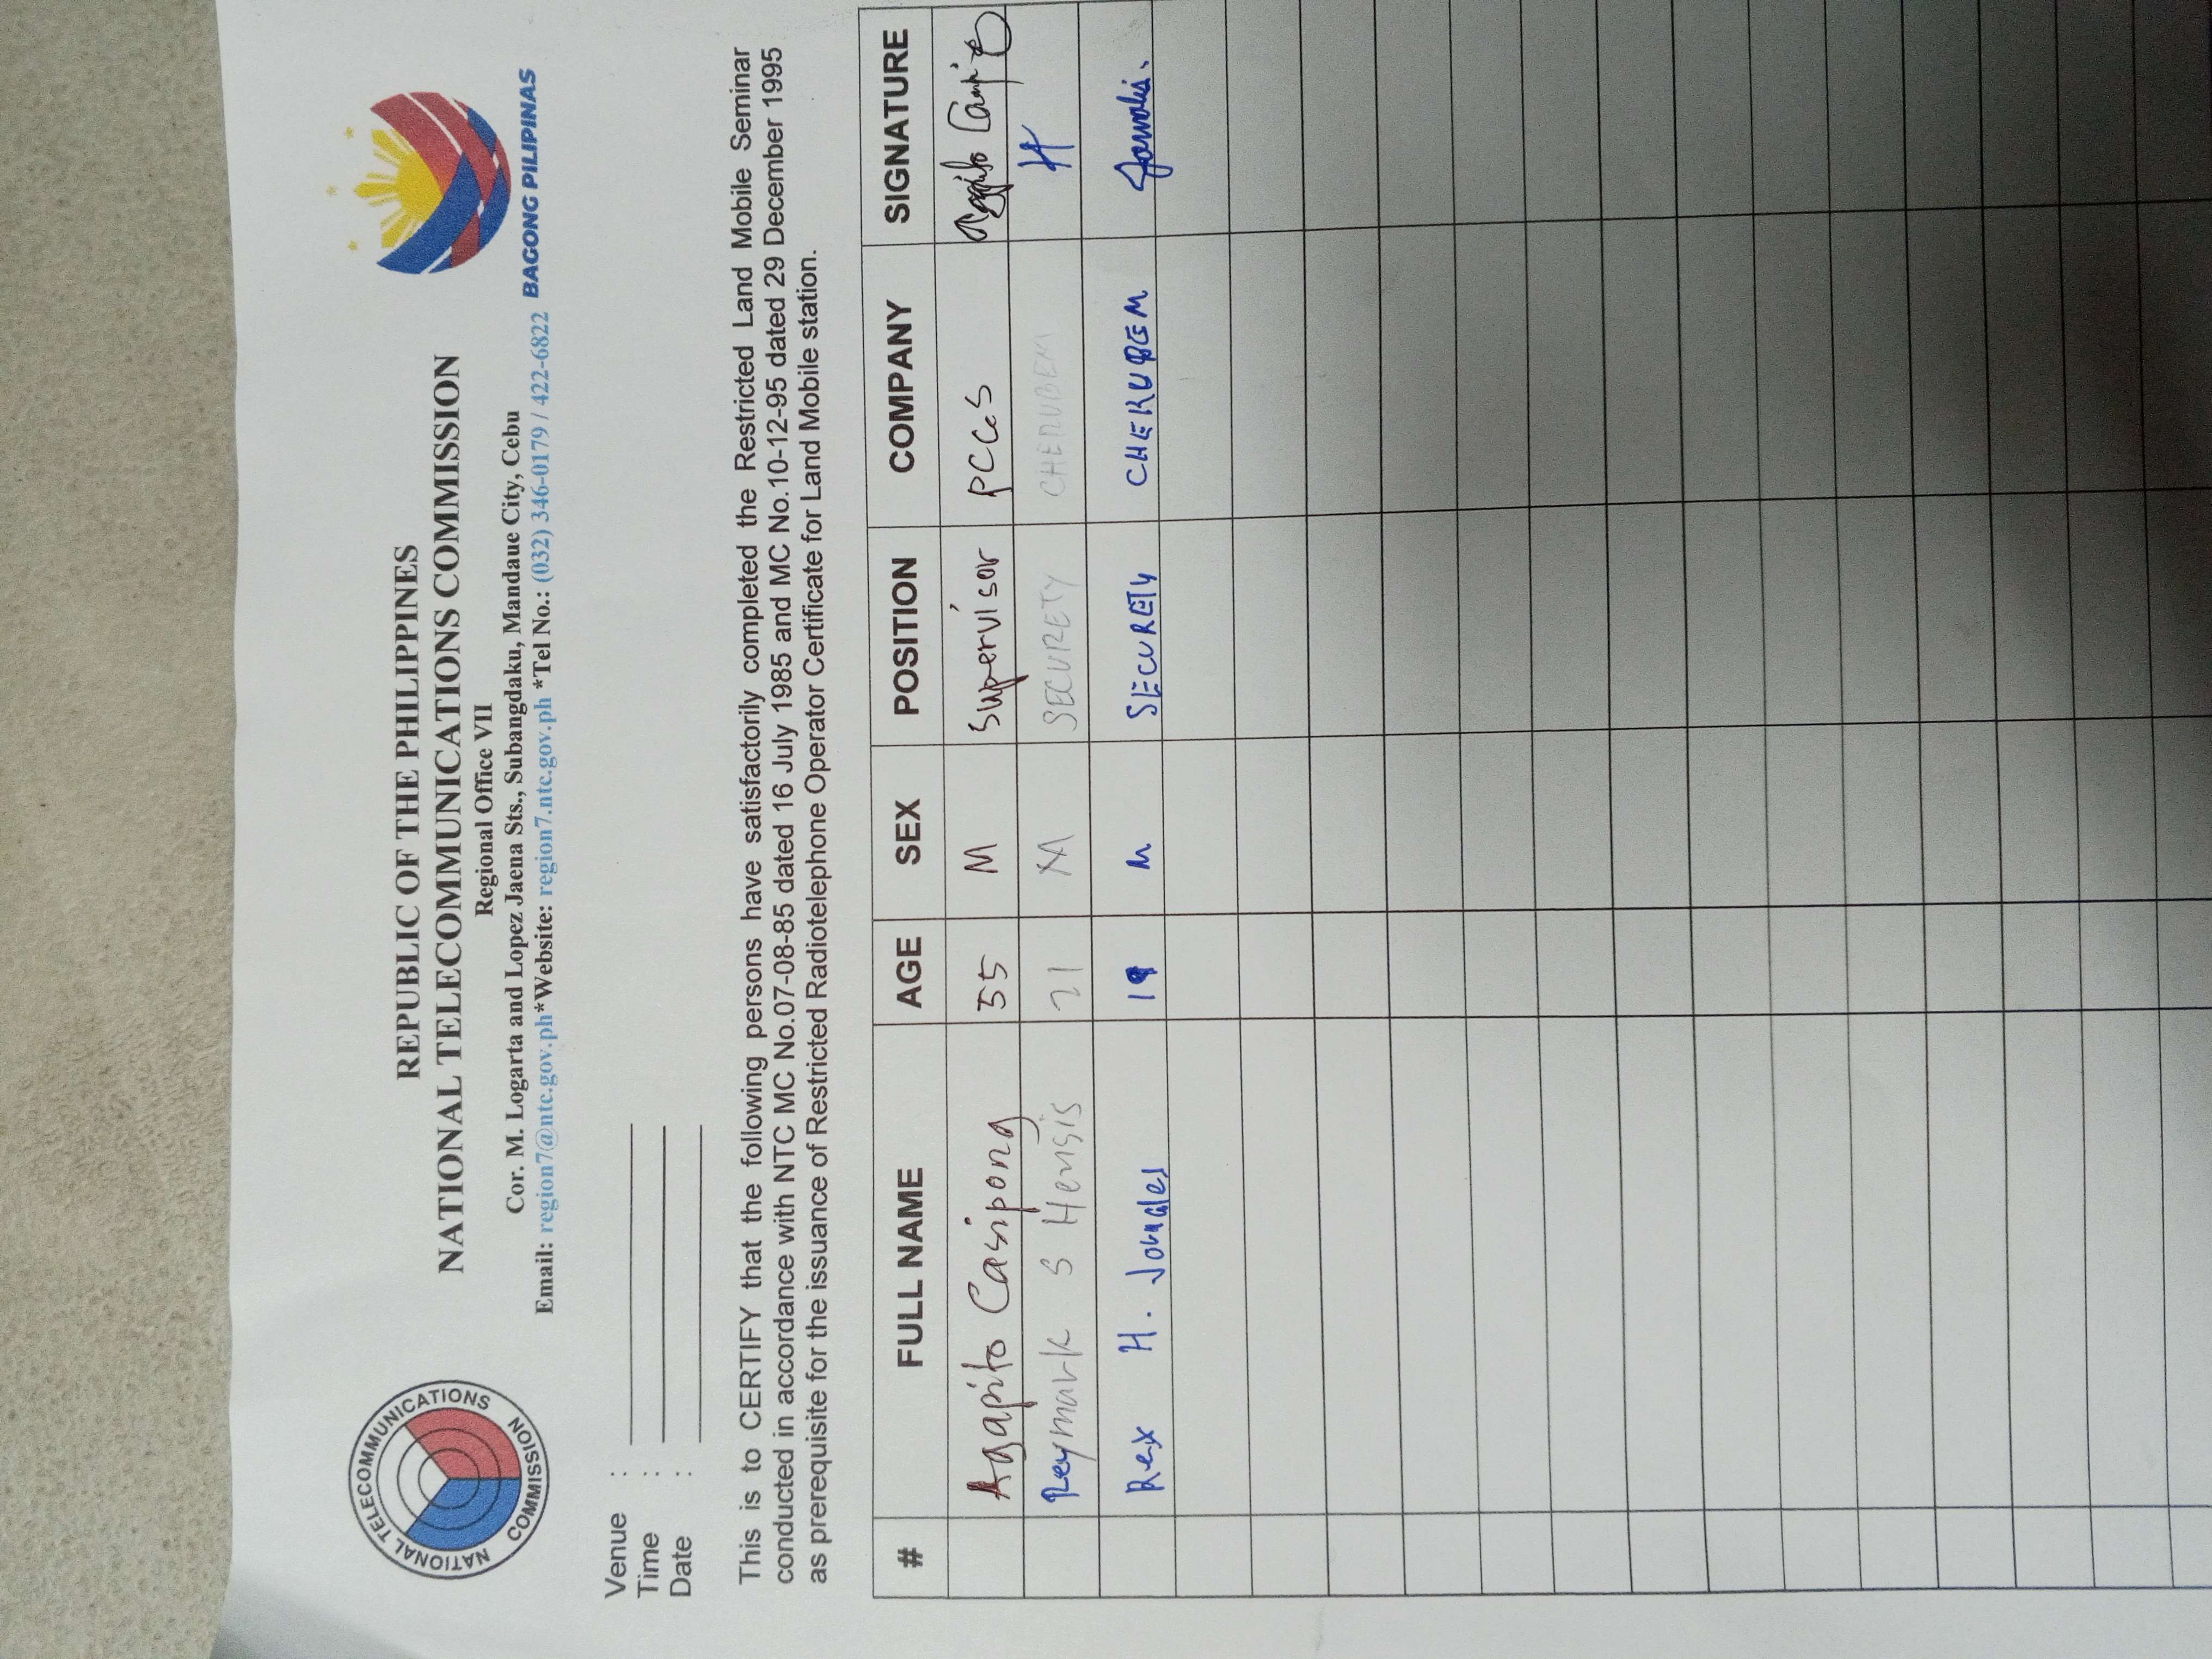 NATIONAL TELECOMMUNICATIONS COMMISSION
REPUBLIC OF THE PHILIPPINES
NATIONAL TELECOMMUNICATIONS COMMISSION
Regional Office VII
Cor. M. Logarta and Lopez Jaena Sts., Subangdaku, Mandaue City, Cebu
Email: region7@ntc.gov.ph*Website: region7.ntc.gov.ph *Tel No.: (032) 346-0179 / 422-6822
BAGONG PILIPINAS
Venue :
Time :
Date :
This is to CERTIFY that the following persons have satisfactorily completed the Restricted Land Mobile Seminar
conducted in accordance with NTC MC No.07-08-85 dated 16 July 1985 and MC No.10-12-95 dated 29 December 1995
as prerequisite for the issuance of Restricted Radiotelephone Operator Certificate for Land Mobile station.
# FULL NAME AGE SEX POSITION COMPANY SIGNATURE
Agapito Casipong 55 M Supervisor PCCS
Reymark S Hensis 21 M SECURETY CHERUBEM
Rex H. Jonales 19 M SECURETY CHERUBEM